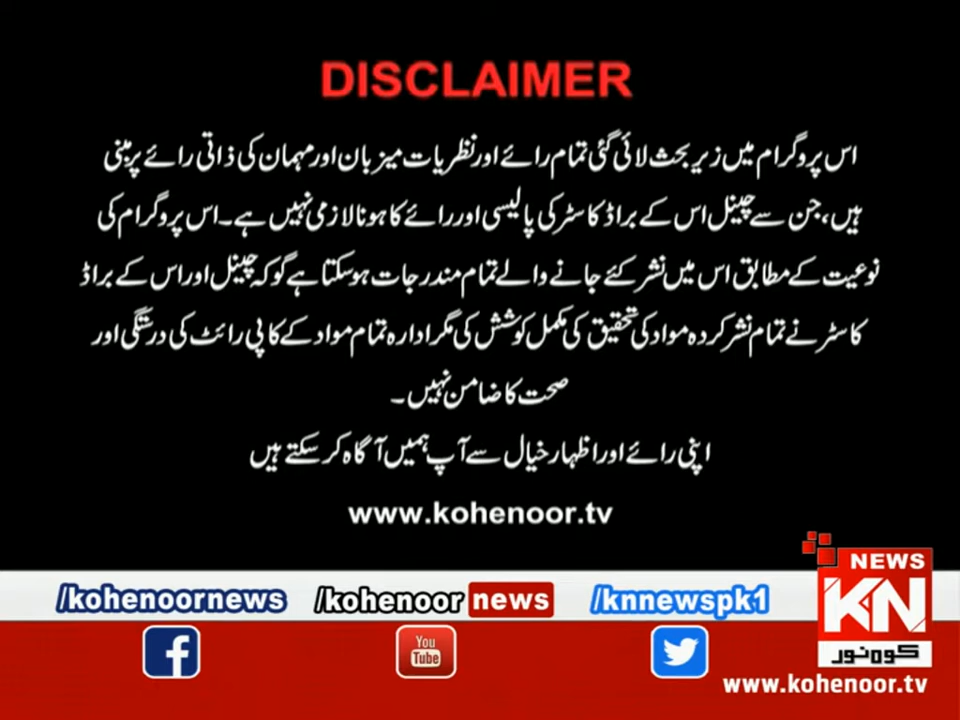 DISCLAIMER
اس پروگرام میں زیر بحث لائی گئی تمام رائے اور نظریات میزبان اور مہمان کی ذاتی رائے پر مبنی
ہیں، جن سے چینل اس کے براڈ کاسٹر کی پالیسی اور رائے کا ہونا لازمی نہیں ہے۔ اس پروگرام کی
نوعیت کے مطابق اس میں نشر کئے جانے والے تمام مندرجات ہو سکتا ہے گو کہ چینل اور اس کے براڈ
کاسٹر نے تمام نشر کردہ مواد کی تحقیق کی مکمل کوشش کی مگر ادارہ تمام مواد کے کاپی رائٹ کی درستگی اور
صحت کا ضامن نہیں۔
اپنی رائے اور اظہار خیال سے آپ ہمیں آگاہ کر سکتے ہیں
www.kohenoor.tv
/kohenoornews /kohenoor news /knnewspk1
f You Tube
NEWS
KN
کوہ نور
www.kohenoor.tv